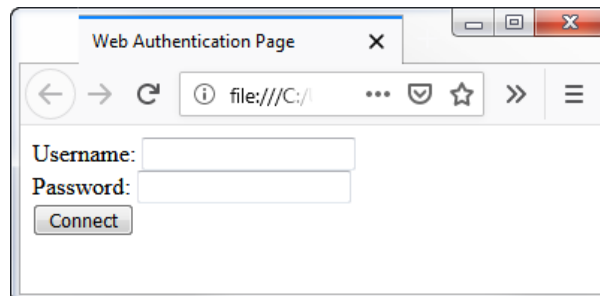 Web Authentication Page
file:///C:/
Username:
Password:
Connect